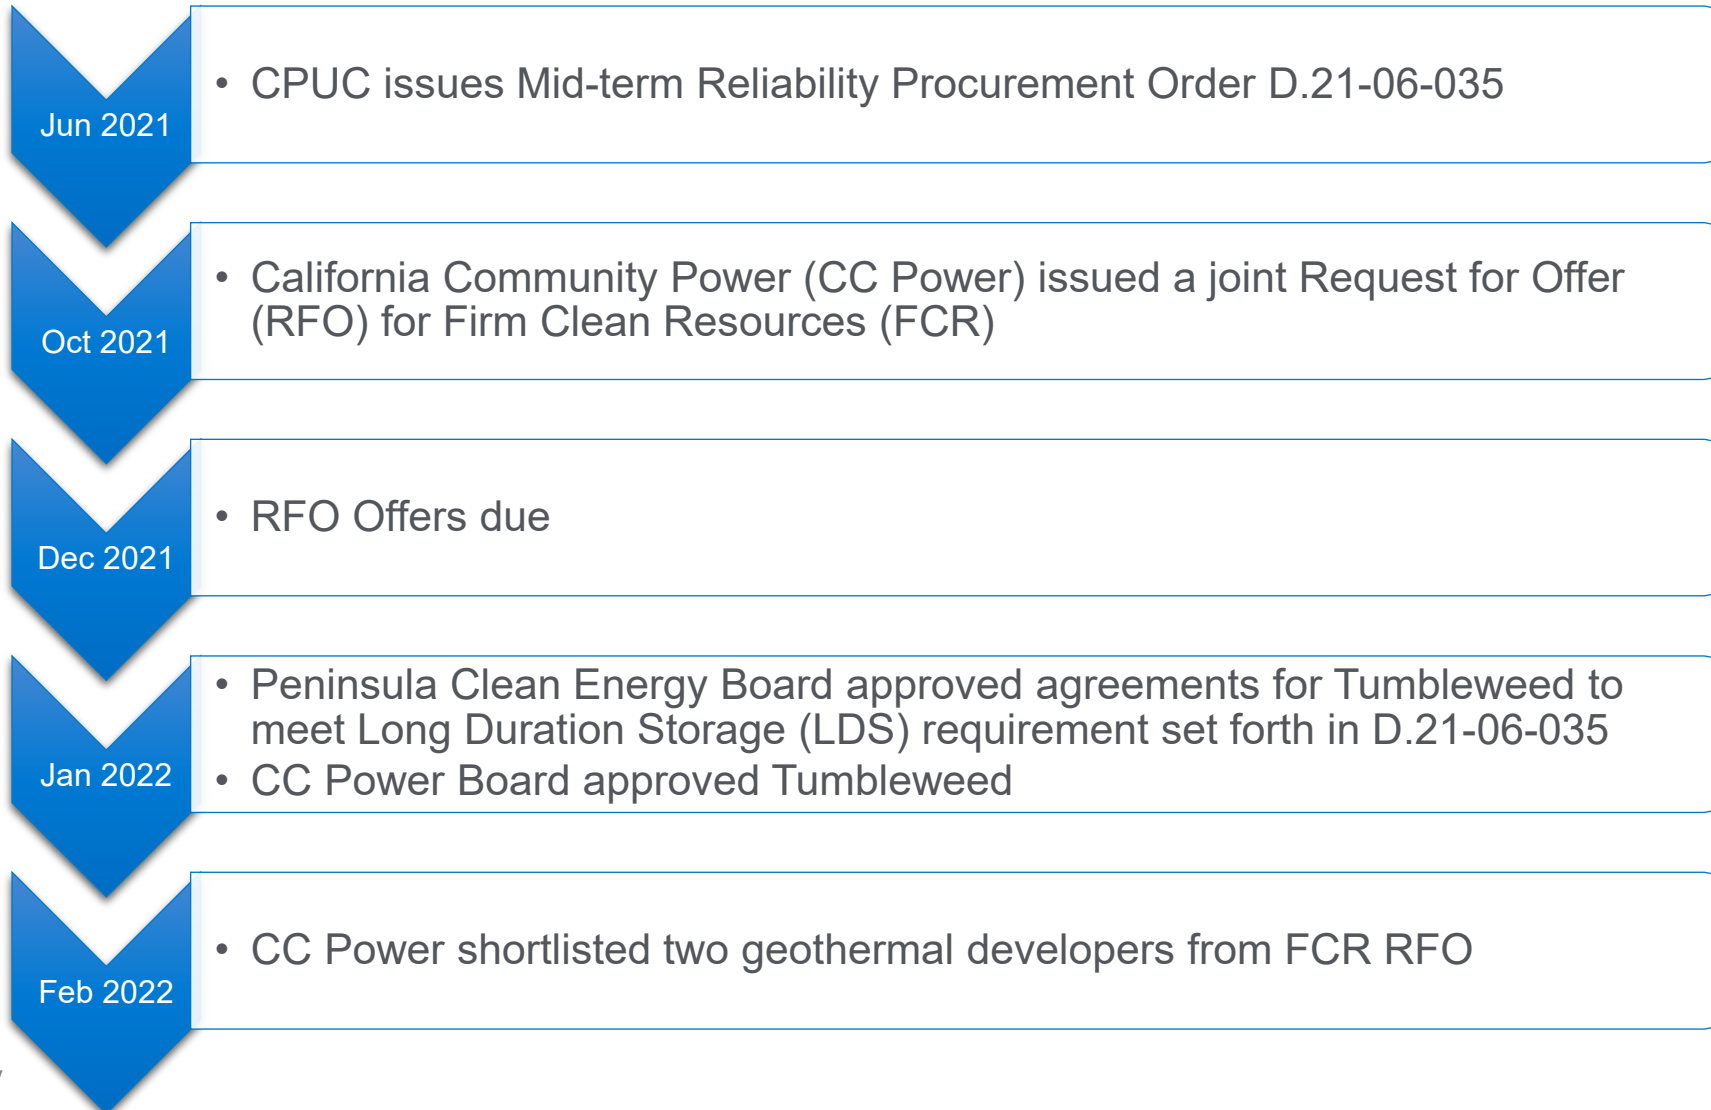 Jun 2021
• CPUC issues Mid-term Reliability Procurement Order D.21-06-035
Oct 2021
• California Community Power (CC Power) issued a joint Request for Offer
(RFO) for Firm Clean Resources (FCR)
Dec 2021
• RFO Offers due
Jan 2022
• Peninsula Clean Energy Board approved agreements for Tumbleweed to
meet Long Duration Storage (LDS) requirement set forth in D.21-06-035
• CC Power Board approved Tumbleweed
Feb 2022
• CC Power shortlisted two geothermal developers from FCR RFO